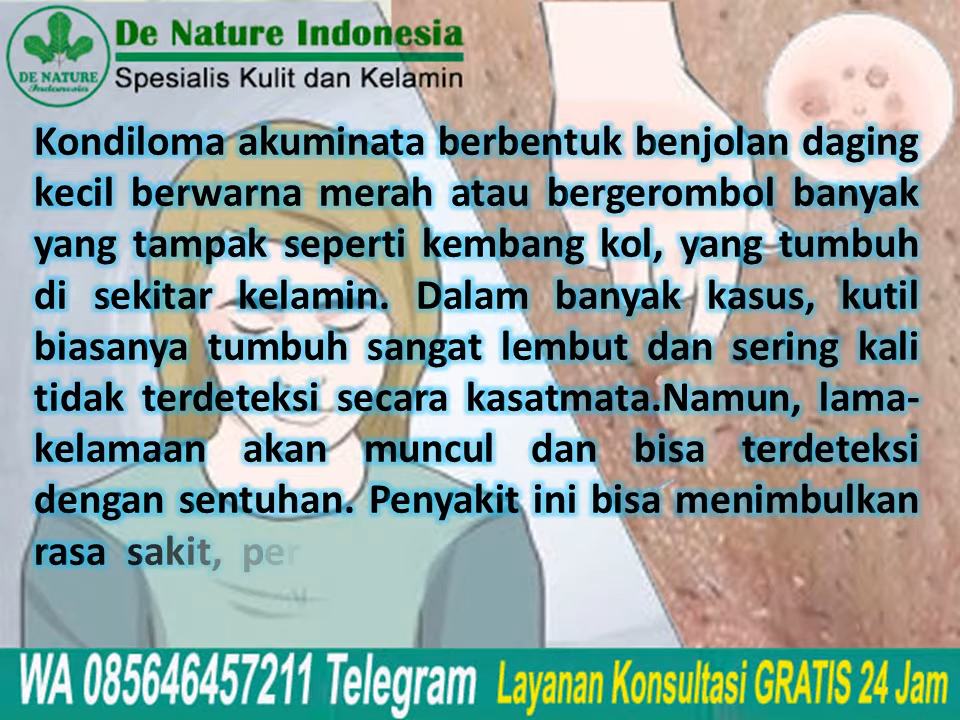 De Nature Indonesia
Spesialis Kulit dan Kelamin
DE NATURE
Indonesia
Kondiloma akuminata berbentuk benjolan daging
kecil berwarna merah atau bergerombol banyak
yang tampak seperti kembang kol, yang tumbuh
di sekitar kelamin. Dalam banyak kasus, kutil
biasanya tumbuh sangat lembut dan sering kali
tidak terdeteksi secara kasatmata.Namun, lama-
kelamaan akan muncul dan bisa terdeteksi
dengan sentuhan. Penyakit ini bisa menimbulkan
rasa sakit,
WA 085646457211 Telegram Layanan Konsultasi GRATIS 24 Jam